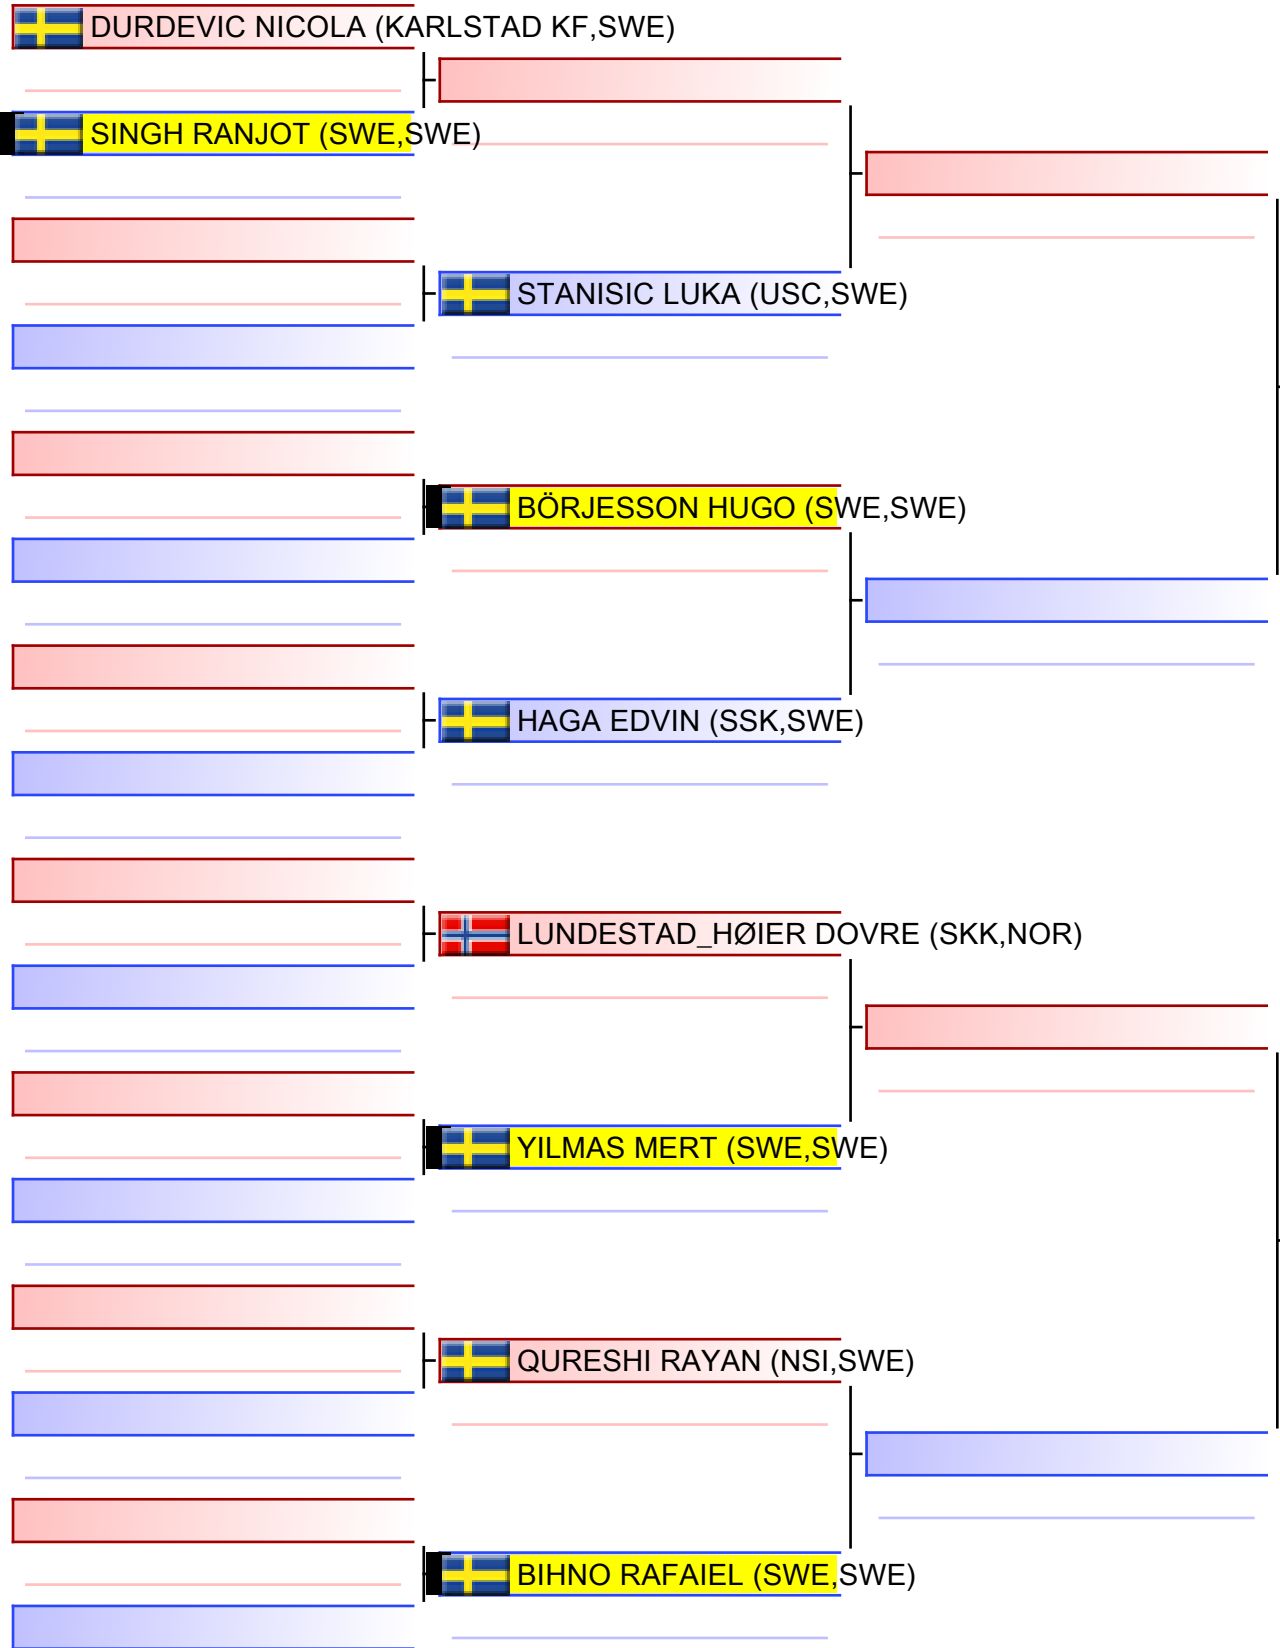 DURDEVIC NICOLA (KARLSTAD KF,SWE)
SINGH RANJOT (SWE,SWE)
STANISIC LUKA (USC,SWE)
BÖRJESSON HUGO (SWE,SWE)
HAGA EDVIN (SSK,SWE)
LUNDESTAD_HØIER DOVRE (SKK,NOR)
YILMAS MERT (SWE,SWE)
QURESHI RAYAN (NSI,SWE)
BIHNO RAFAIEL (SWE,SWE)